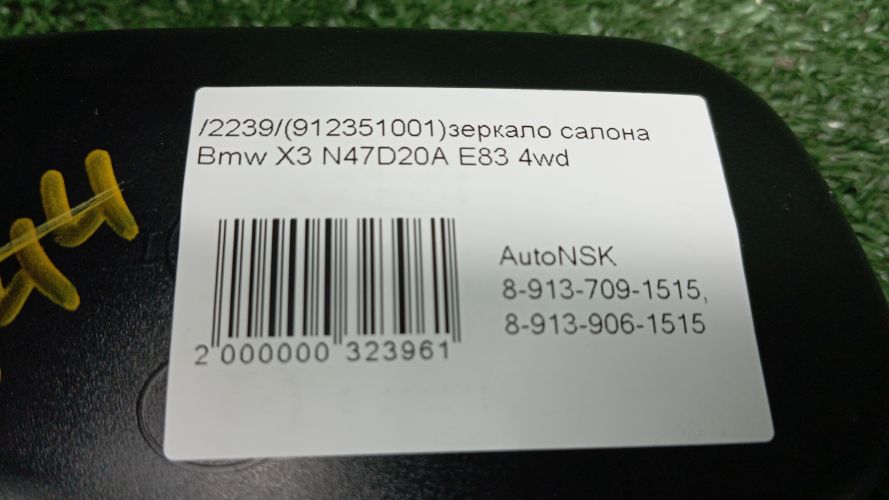 /2239/(912351001)зеркало салона
Bmw X3 N47D20A E83 4wd
AutoNSK
8-913-709-1515,
8-913-906-1515
2 000000 323961